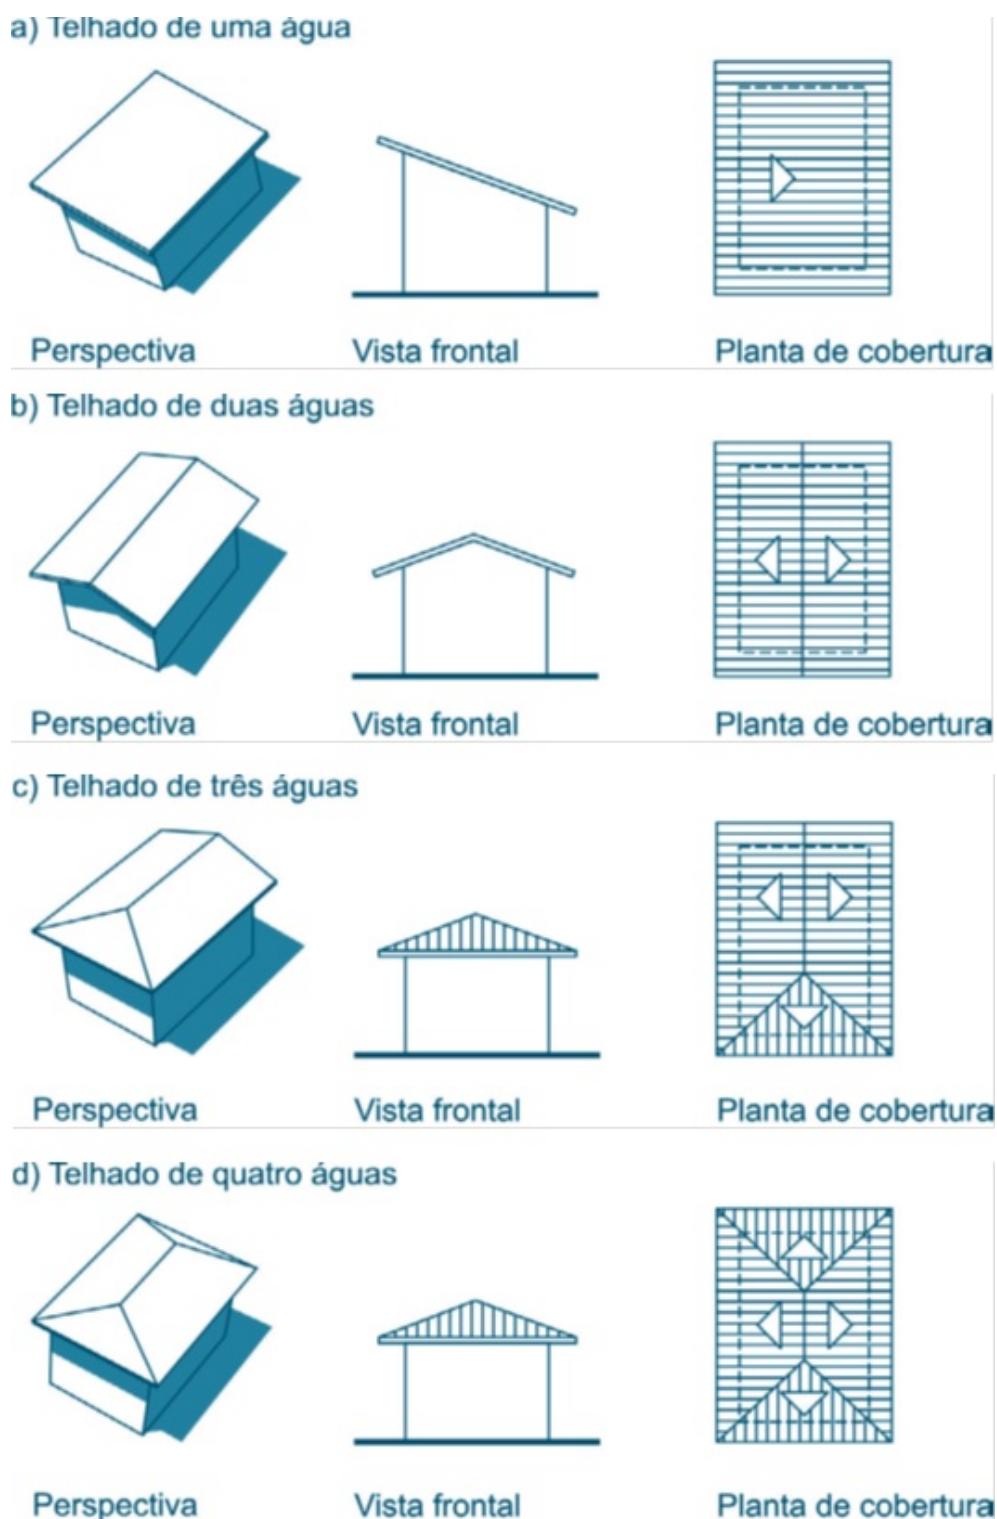 a) Telhado de uma água
Perspectiva Vista frontal Planta de cobertura
b) Telhado de duas águas
Perspectiva Vista frontal Planta de cobertura
c) Telhado de três águas
Perspectiva Vista frontal Planta de cobertura
d) Telhado de quatro águas
Perspectiva Vista frontal Planta de cobertura